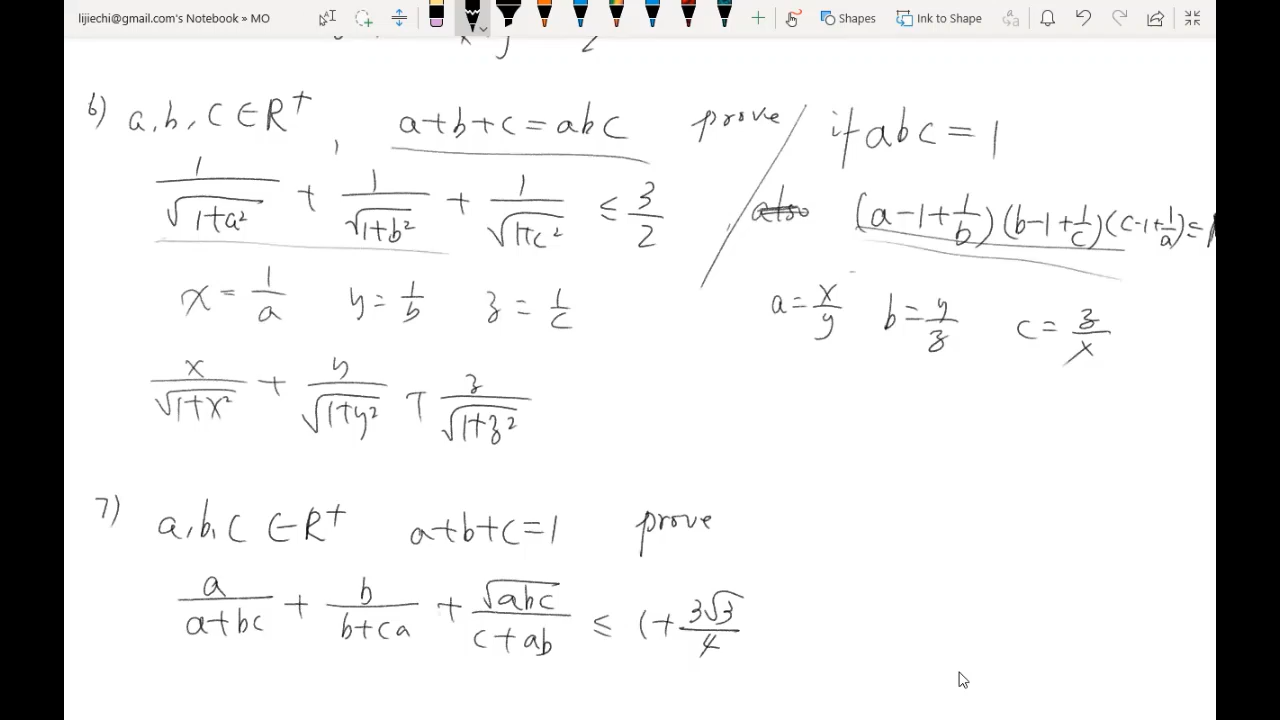 lijiechi@gmail.com's Notebook » MO
Shapes
Ink to Shape
6) a, b, c ∈ R⁺, a+b+c = abc prove
1/√(1+a²) + 1/√(1+b²) + 1/√(1+c²) ≤ 3/2
x = 1/a y = 1/b z = 1/c
x/√(1+x²) + y/√(1+y²) + z/√(1+z²)
if abc = 1
(a-1+1/b)(b-1+1/c)(c-1+1/a) =
a = x/y b = y/z c = z/x
7) a, b, c ∈ R⁺ a+b+c = 1 prove
a/(a+bc) + b/(b+ca) + √abc/(c+ab) ≤ 1 + 3√3/4